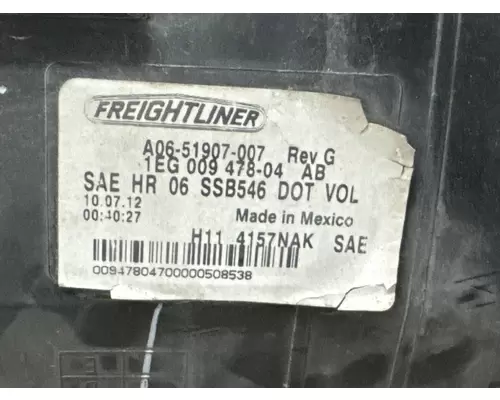 FREIGHTLINER
A06-51907-007 Rev G
1EG 009 478-04 AB
SAE HR 06 SSB546 DOT VOL
10.07.12
00:40:27 Made in Mexico
H11 4157NAK SAE
00947804700000508538